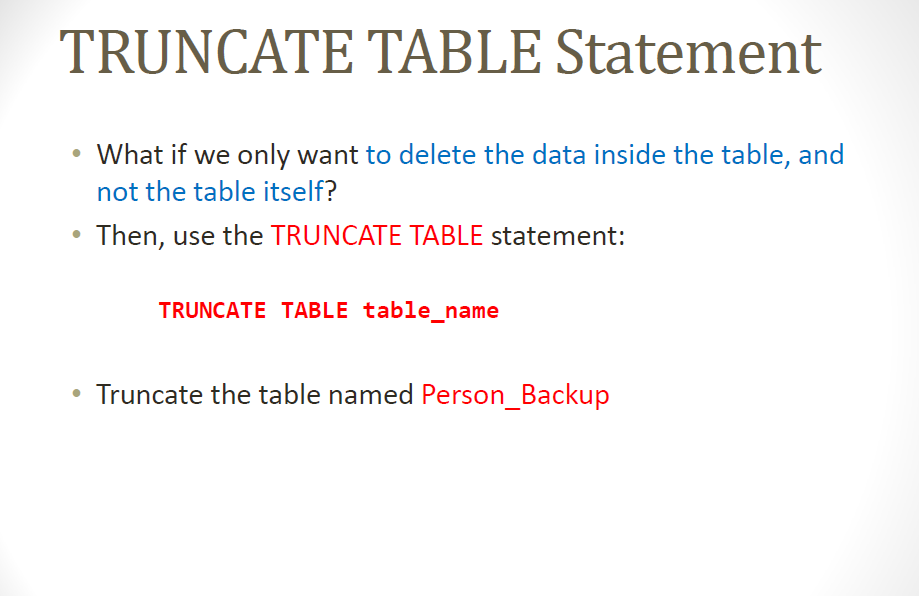 TRUNCATE TABLE Statement
• What if we only want to delete the data inside the table, and
not the table itself?
• Then, use the TRUNCATE TABLE statement:
TRUNCATE TABLE table_name
• Truncate the table named Person_Backup